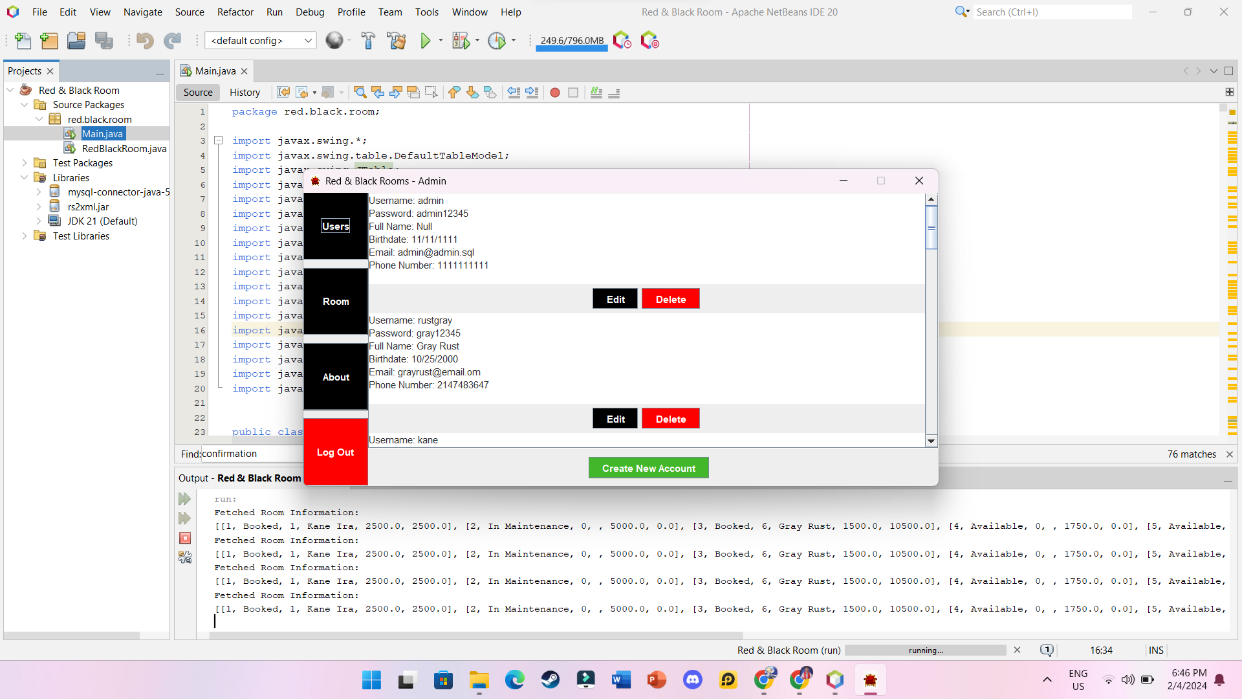 File Edit View Navigate Source Refactor Run Debug Profile Team Tools Window Help
Red & Black Room - Apache NetBeans IDE 20
Search (Ctrl+I)
<default config>
249.6/796.0MB
Projects
Red & Black Room
Source Packages
red.black.room
Main.java
RedBlackRoom.java
Test Packages
Libraries
mysql-connector-java-5
rs2xml.jar
JDK 21 (Default)
Test Libraries
Main.java
Source History
1 package red.black.room;
2
3 import javax.swing.*;
4 import javax.swing.table.DefaultTableModel;
5 import
6 import java
7 import java
8 import java
9 import java
10 import java
11 import java
12 import java
13 import java
14 import java
15 import java
16 import java
17 import java
18 import java
19 import java
20 import java
21
22
23 public clas
Red & Black Rooms - Admin
Users
Room
About
Log Out
Username: admin
Password: admin12345
Full Name: Null
Birthdate: 11/11/1111
Email: admin@admin.sql
Phone Number: 1111111111
Edit Delete
Username: rustgray
Password: gray12345
Full Name: Gray Rust
Birthdate: 10/25/2000
Email: grayrust@email.om
Phone Number: 2147483647
Edit Delete
Username: kane
Create New Account
Find: confirmation
76 matches
Output - Red & Black Room
run:
Fetched Room Information:
[[1, Booked, 1, Kane Ira, 2500.0, 2500.0], [2, In Maintenance, 0, , 5000.0, 0.0], [3, Booked, 6, Gray Rust, 1500.0, 10500.0], [4, Available, 0, , 1750.0, 0.0], [5, Available,
Fetched Room Information:
[[1, Booked, 1, Kane Ira, 2500.0, 2500.0], [2, In Maintenance, 0, , 5000.0, 0.0], [3, Booked, 6, Gray Rust, 1500.0, 10500.0], [4, Available, 0, , 1750.0, 0.0], [5, Available,
Fetched Room Information:
[[1, Booked, 1, Kane Ira, 2500.0, 2500.0], [2, In Maintenance, 0, , 5000.0, 0.0], [3, Booked, 6, Gray Rust, 1500.0, 10500.0], [4, Available, 0, , 1750.0, 0.0], [5, Available,
Fetched Room Information:
[[1, Booked, 1, Kane Ira, 2500.0, 2500.0], [2, In Maintenance, 0, , 5000.0, 0.0], [3, Booked, 6, Gray Rust, 1500.0, 10500.0], [4, Available, 0, , 1750.0, 0.0], [5, Available,
Red & Black Room (run)
running...
1
16:34
INS
ENG
US
6:46 PM
2/4/2024